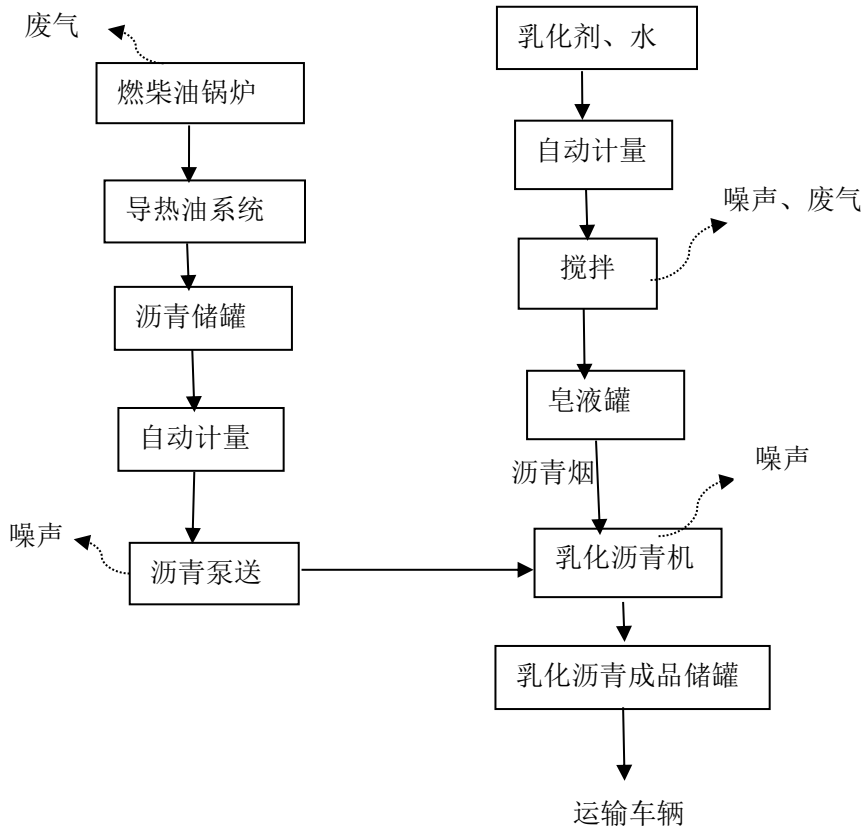 废气
燃柴油锅炉
导热油系统
沥青储罐
自动计量
噪声
沥青泵送
乳化剂、水
自动计量
噪声、废气
搅拌
皂液罐
沥青烟
噪声
乳化沥青机
乳化沥青成品储罐
运输车辆